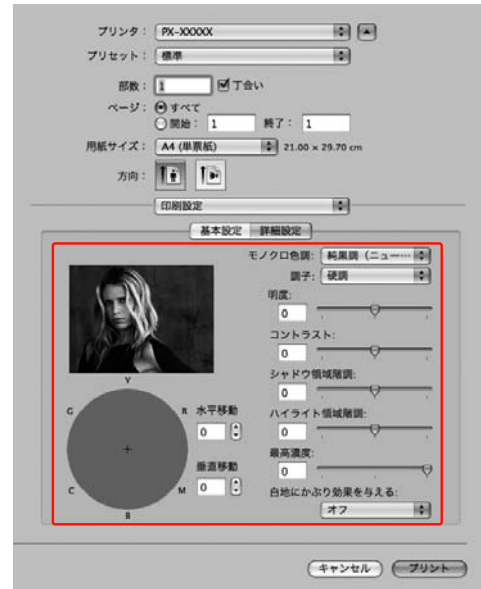 プリンタ： PX-XXXXX
プリセット： 標準
部数： 1 丁合い
ページ： すべて
開始： 1 終了： 1
用紙サイズ： A4 (単票紙) 21.00 x 29.70 cm
方向：
印刷設定
基本設定 詳細設定
モノクロ色調: 純黒調 (ニュー…
調子: 硬調
明度:
0
コントラスト:
0
シャドウ領域階調:
0
ハイライト領域階調:
0
最高濃度:
0
白地にかぶり効果を与える:
オフ
Y
G R
C M
B
水平移動
0
垂直移動
0
キャンセル プリント